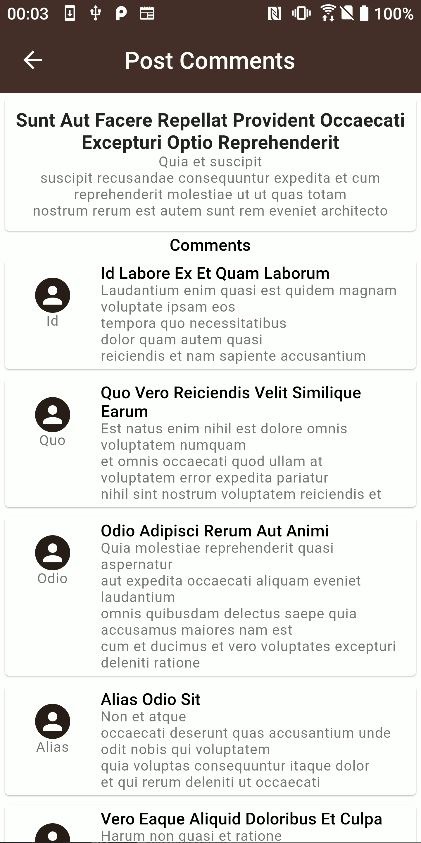 00:03
100%
Post Comments
Sunt Aut Facere Repellat Provident Occaecati
Excepturi Optio Reprehenderit
Quia et suscipit
suscipit recusandae consequuntur expedita et cum
reprehenderit molestiae ut ut quas totam
nostrum rerum est autem sunt rem eveniet architecto
Comments
Id
Id Labore Ex Et Quam Laborum
Laudantium enim quasi est quidem magnam
voluptate ipsam eos
tempora quo necessitatibus
dolor quam autem quasi
reiciendis et nam sapiente accusantium
Quo
Quo Vero Reiciendis Velit Similique
Earum
Est natus enim nihil est dolore omnis
voluptatem numquam
et omnis occaecati quod ullam at
voluptatem error expedita pariatur
nihil sint nostrum voluptatem reiciendis et
Odio
Odio Adipisci Rerum Aut Animi
Quia molestiae reprehenderit quasi
aspernatur
aut expedita occaecati aliquam eveniet
laudantium
omnis quibusdam delectus saepe quia
accusamus maiores nam est
cum et ducimus et vero voluptates excepturi
deleniti ratione
Alias
Alias Odio Sit
Non et atque
occaecati deserunt quas accusantium unde
odit nobis qui voluptatem
quia voluptas consequuntur itaque dolor
et qui rerum deleniti ut occaecati
Vero Eaque Aliquid Doloribus Et Culpa
Harum non quasi et ratione